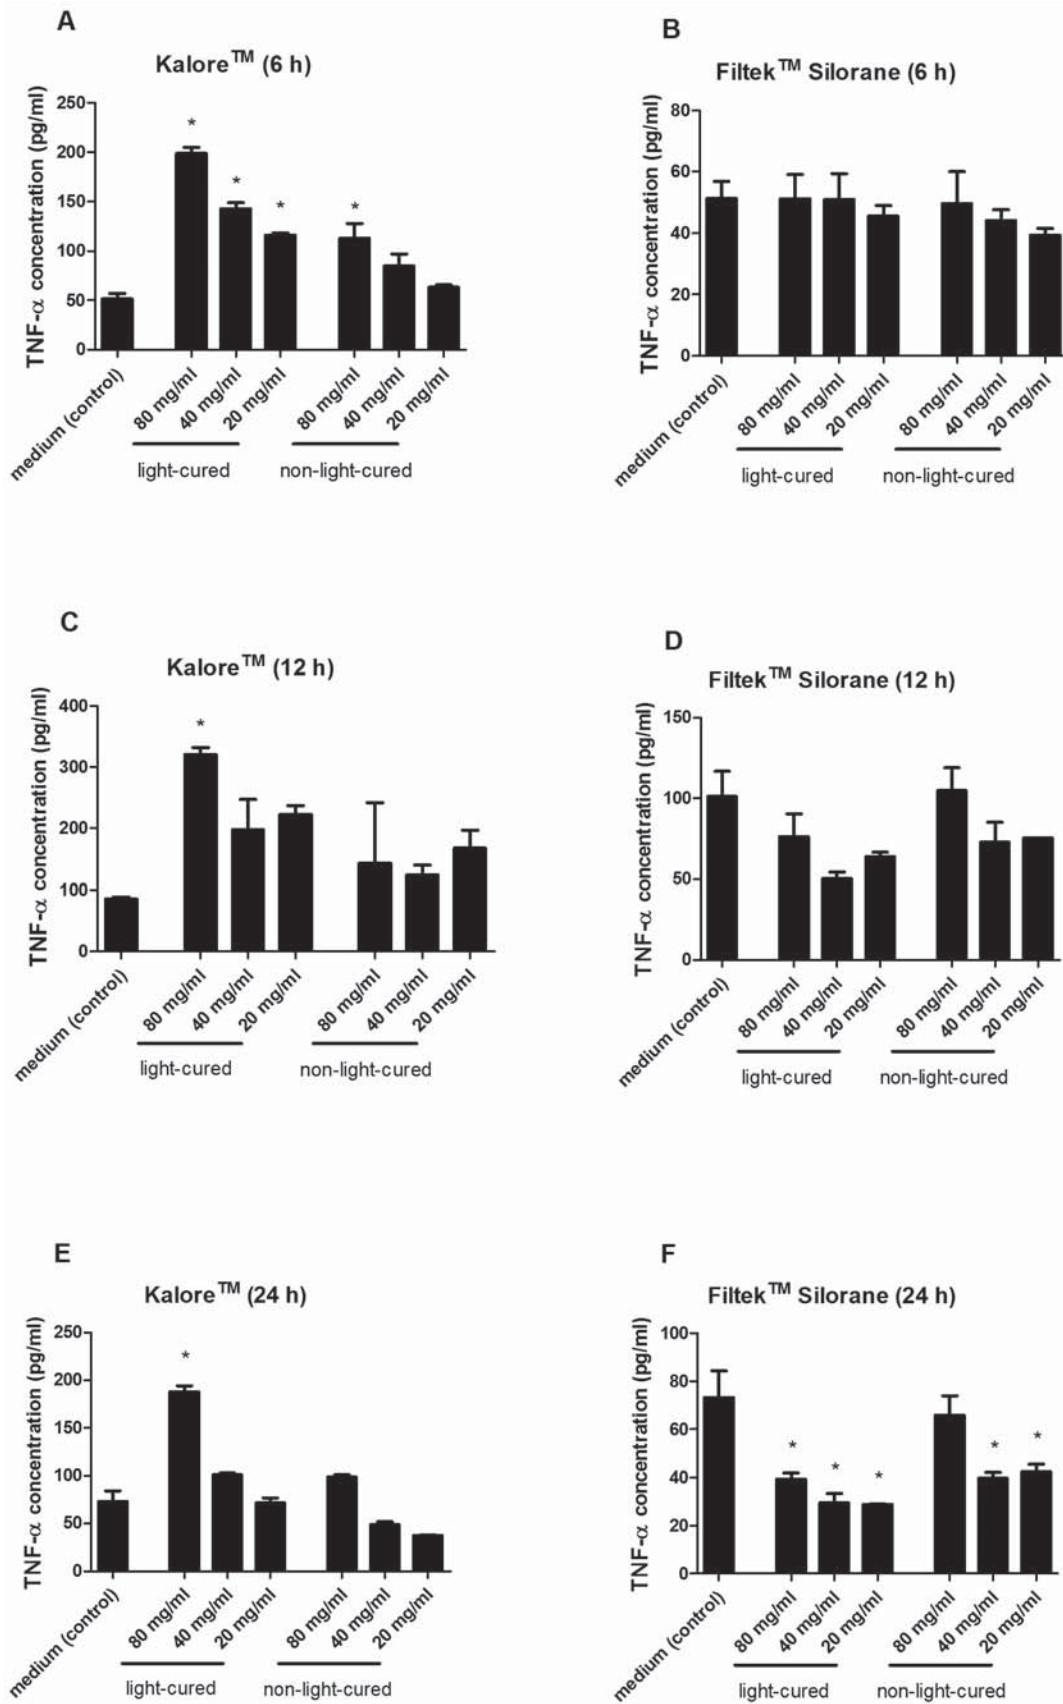 A
Kalore™ (6 h)
TNF-α concentration (pg/ml)
250
200
150
100
50
0
*
*
*
*
medium (control)
80 mg/ml
40 mg/ml
20 mg/ml
80 mg/ml
40 mg/ml
20 mg/ml
light-cured
non-light-cured
B
Filtek™ Silorane (6 h)
TNF-α concentration (pg/ml)
80
60
40
20
0
medium (control)
80 mg/ml
40 mg/ml
20 mg/ml
80 mg/ml
40 mg/ml
20 mg/ml
light-cured
non-light-cured
C
Kalore™ (12 h)
TNF-α concentration (pg/ml)
400
300
200
100
0
*
medium (control)
80 mg/ml
40 mg/ml
20 mg/ml
80 mg/ml
40 mg/ml
20 mg/ml
light-cured
non-light-cured
D
Filtek™ Silorane (12 h)
TNF-α concentration (pg/ml)
150
100
50
0
medium (control)
80 mg/ml
40 mg/ml
20 mg/ml
80 mg/ml
40 mg/ml
20 mg/ml
light-cured
non-light-cured
E
Kalore™ (24 h)
TNF-α concentration (pg/ml)
250
200
150
100
50
0
*
medium (control)
80 mg/ml
40 mg/ml
20 mg/ml
80 mg/ml
40 mg/ml
20 mg/ml
light-cured
non-light-cured
F
Filtek™ Silorane (24 h)
TNF-α concentration (pg/ml)
100
80
60
40
20
0
*
*
*
*
*
medium (control)
80 mg/ml
40 mg/ml
20 mg/ml
80 mg/ml
40 mg/ml
20 mg/ml
light-cured
non-light-cured